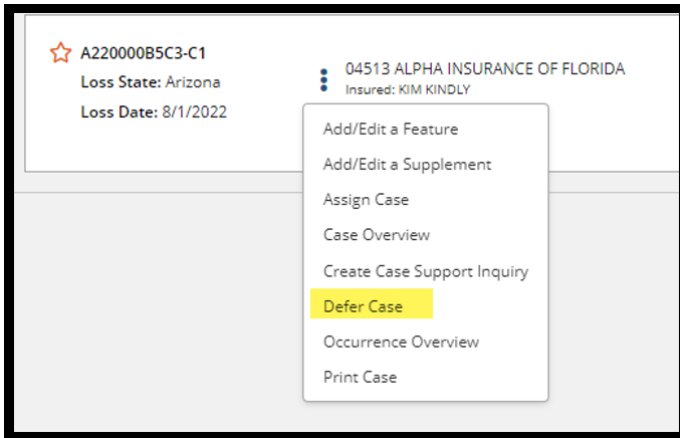 A220000B5C3-C1
Loss State: Arizona
Loss Date: 8/1/2022
04513 ALPHA INSURANCE OF FLORIDA
Insured: KIM KINDLY
Add/Edit a Feature
Add/Edit a Supplement
Assign Case
Case Overview
Create Case Support Inquiry
Defer Case
Occurrence Overview
Print Case